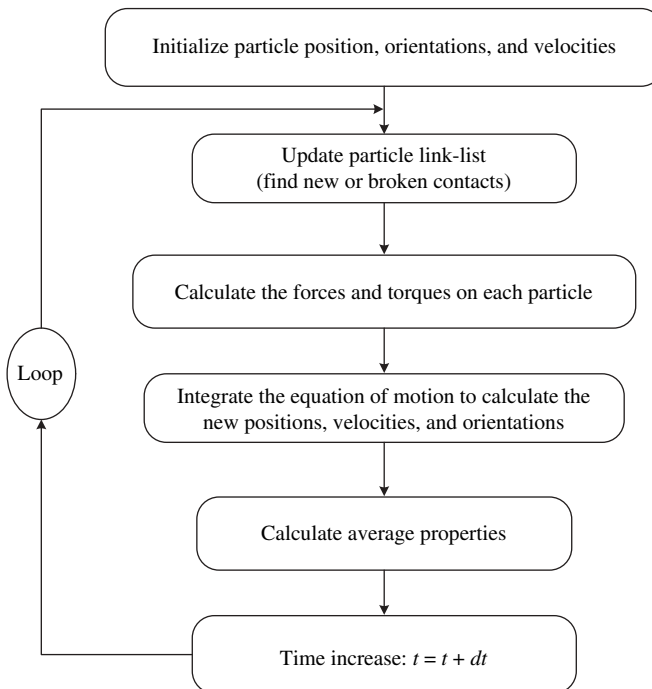 Initialize particle position, orientations, and velocities
Update particle link-list
(find new or broken contacts)
Calculate the forces and torques on each particle
Loop
Integrate the equation of motion to calculate the
new positions, velocities, and orientations
Calculate average properties
Time increase: t = t + dt